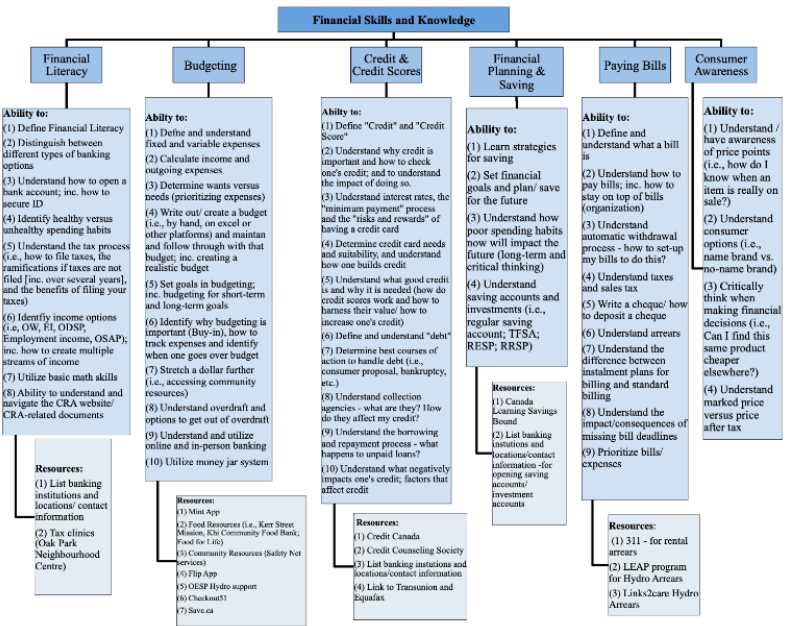 Financial Skills and Knowledge
Financial
Literacy
Ability to:
(1) Define Financial Literacy
(2) Distinguish between
different types of banking
options
(3) Understand how to open a
bank account; inc. how to
secure ID
(4) Identify healthy versus
unhealthy spending habits
(5) Understand the tax process
(i.e., how to file taxes, the
ramifications if taxes are not
filed [inc. over several years],
and the benefits of filing your
taxes)
(6) Identfiy income options
(i.e, OW, EI, ODSP,
Employment income, OSAP);
inc. how to create multiple
streams of income
(7) Utilize basic math skills
(8) Ability to understand and
navigate the CRA website/
CRA-related documents
Resources:
(1) List banking
institutions and
locations/ contact
information
(2) Tax clinics
(Oak Park
Neighbourhood
Centre)
Budgeting
Ability to:
(1) Defne and understand
fixed and variable expenses
(2) Calculate income and
outgoing expenses
(3) Determine wants versus
needs (prioritizing expenses)
(4) Write out/ create a budget
(i.e., by hand, on excel or
other platforms) and maintan
and follow through with that
budget; inc. creating a
realistic budget
(5) Set goals in budgeting;
inc. budgeting for short-term
and long-term goals
(6) Identify why budgeting is
important (Buy-in), how to
track expenses and identify
when one goes over budget
(7) Stretch a dollar further
(i.e., accessing community
resources)
(8) Understand overdraft and
options to get out of overdraft
(9) Understand and utilize
online and in-person banking
(10) Utilize money jar system
Resources:
(1) Mint App
(2) Food Resources (i.e., Kerr Street
Mission, Khi Community Food Bank;
Food for Life)
(3) Community Resources (Safety Net
services)
(4) Flip App
(5) OESP Hydro support
(6) Checkout51
(7) Save.ca
Credit &
Credit Scores
Ability to:
(1) Define "Credit" and "Credit
Score"
(2) Understand why credit is
important and how to check
one's credit; and to understand
the impact of doing so.
(3) Understand interest rates, the
"minimum payment" process
and the "risks and rewards" of
having a credit card
(4) Determine credit card needs
and suitability, and understand
how one builds credit
(5) Understand what good credit
is and why it is needed (how do
credit scores work and how to
harness their value/ how to
increase one's credit)
(6) Define and understand "debt"
(7) Determine best courses of
action to handle debt (i.e.,
consumer proposal, bankruptcy,
etc.)
(8) Understand collection
agencies - what are they? How
do they affect my credit?
(9) Understand the borrowing
and repayment process - what
happens to unpaid loans?
(10) Understand what negatively
impacts one's credit; factors that
affect credit
Resources:
(1) Credit Canada
(2) Credit Counseling Society
(3) List banking instutions and
locations/contact information
(4) Link to Transunion and
Equafax
Financial
Planning &
Saving
Ability to:
(1) Learn strategies
for saving
(2) Set financial
goals and plan/ save
for the future
(3) Understand how
poor spending habits
now will impact the
future (long-term and
critical thinking)
(4) Understand
saving accounts and
investments (i.e.,
regular saving
account; TFSA;
RESP; RRSP)
Resources:
(1) Canada
Learning Savings
Bound
(2) List banking
instutions and
locations/contact
information -for
opening saving
accounts/
investment
accounts
Paying Bills
Ability to:
(1) Define and
understand what a bill
is
(2) Understand how to
pay bills; inc. how to
stay on top of bills
(organization)
(3) Understand
automatic withdrawal
process - how to set-up
my bills to do this?
(4) Understand taxes
and sales tax
(5) Write a cheque/ how
to deposit a cheque
(6) Understand arrears
(7) Understand the
difference between
instalment plans for
billing and standard
billing
(8) Understand the
impact/consequences of
missing bill deadlines
(9) Prioritize bills/
expenses
Resources:
(1) 311 - for rental
arrears
(2) LEAP program
for Hydro Arrears
(3) Links2care Hydro
Arrears
Consumer
Awareness
Ability to:
(1) Understand /
have awareness
of price points
(i.e., how do I
know when an
item is really on
sale?)
(2) Understand
consumer
options (i.e.,
name brand vs.
no-name brand)
(3) Critically
think when
making financial
decisions (i.e.,
Can I find this
same product
cheaper
elsewhere?)
(4) Understand
marked price
versus price
after tax